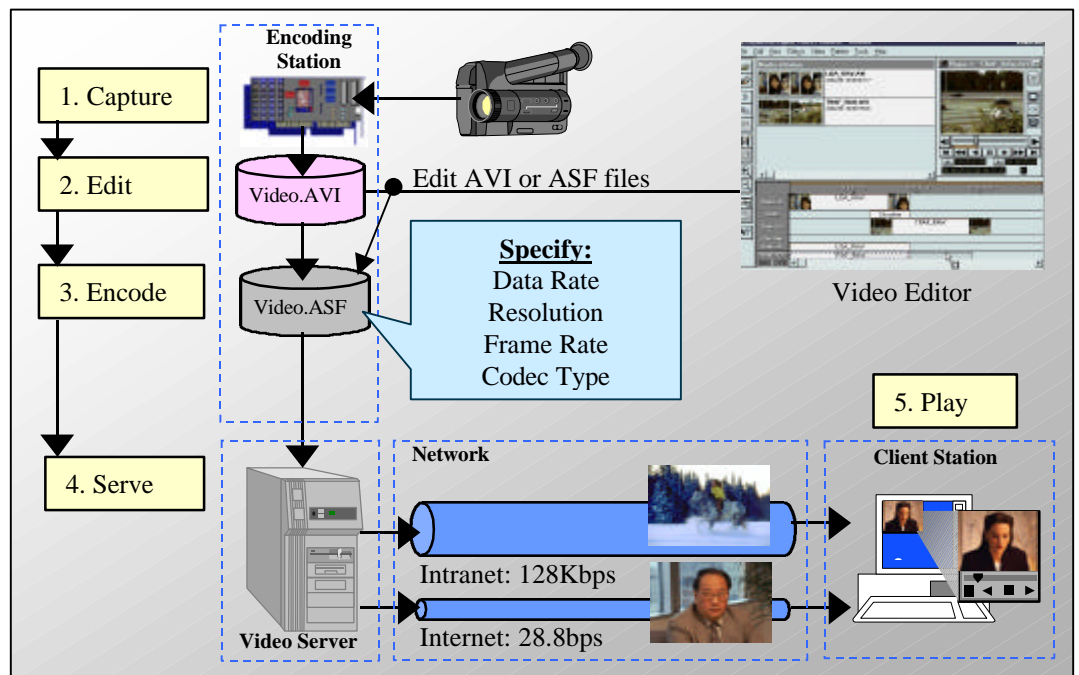 Encoding
Station
1. Capture
2. Edit
Video.AVI
Edit AVI or ASF files
Specify:
Data Rate
Resolution
Frame Rate
Codec Type
3. Encode
Video.ASF
Video Editor
5. Play
4. Serve
Network
Client Station
Intranet: 128Kbps
Internet: 28.8bps
Video Server